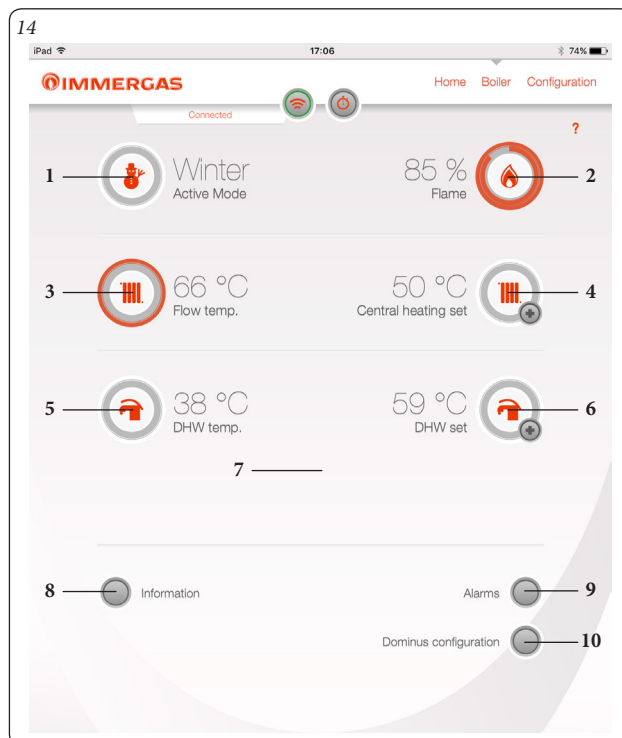 14
iPad 17:06 74%
IMMERGAS Home Boiler Configuration
Connected
?
1 Winter 85 % 2
Active Mode Flame
3 66 °C 50 °C 4
Flow temp. Central heating set
5 38 °C 59 °C 6
DHW temp. DHW set
7
8 Information Alarms 9
Dominus configuration 10